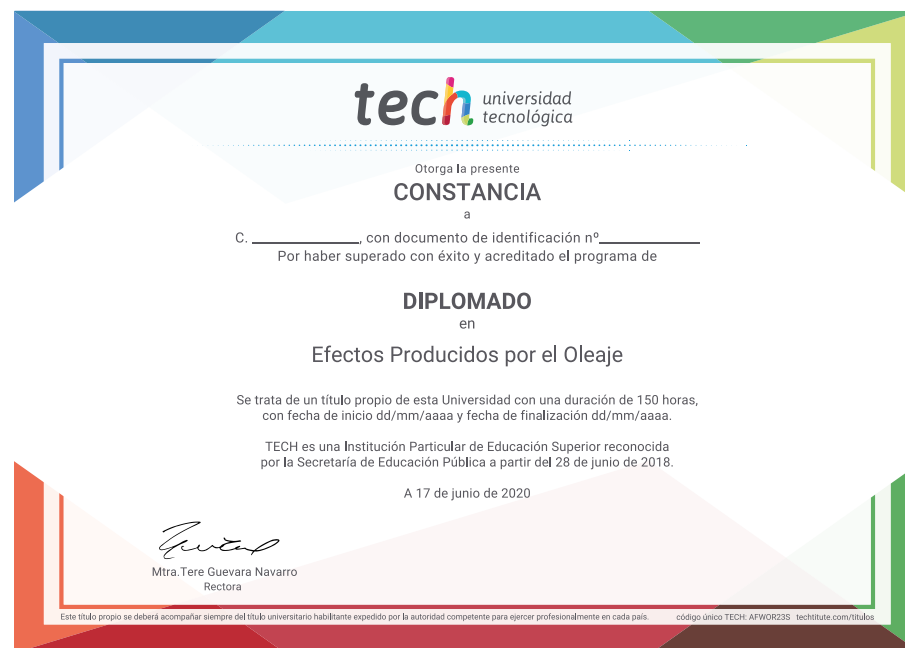 tech universidad
tecnológica
Otorga la presente
CONSTANCIA
a
C. ______________, con documento de identificación nº_____________
Por haber superado con éxito y acreditado el programa de
DIPLOMADO
en
Efectos Producidos por el Oleaje
Se trata de un título propio de esta Universidad con una duración de 150 horas,
con fecha de inicio dd/mm/aaaa y fecha de finalización dd/mm/aaaa.
TECH es una Institución Particular de Educación Superior reconocida
por la Secretaría de Educación Pública a partir del 28 de junio de 2018.
A 17 de junio de 2020
Mtra.Tere Guevara Navarro
Rectora
Este título propio se deberá acompañar siempre del título universitario habilitante expedido por la autoridad competente para ejercer profesionalmente en cada país. código único TECH: AFWOR23S techtitute.com/titulos